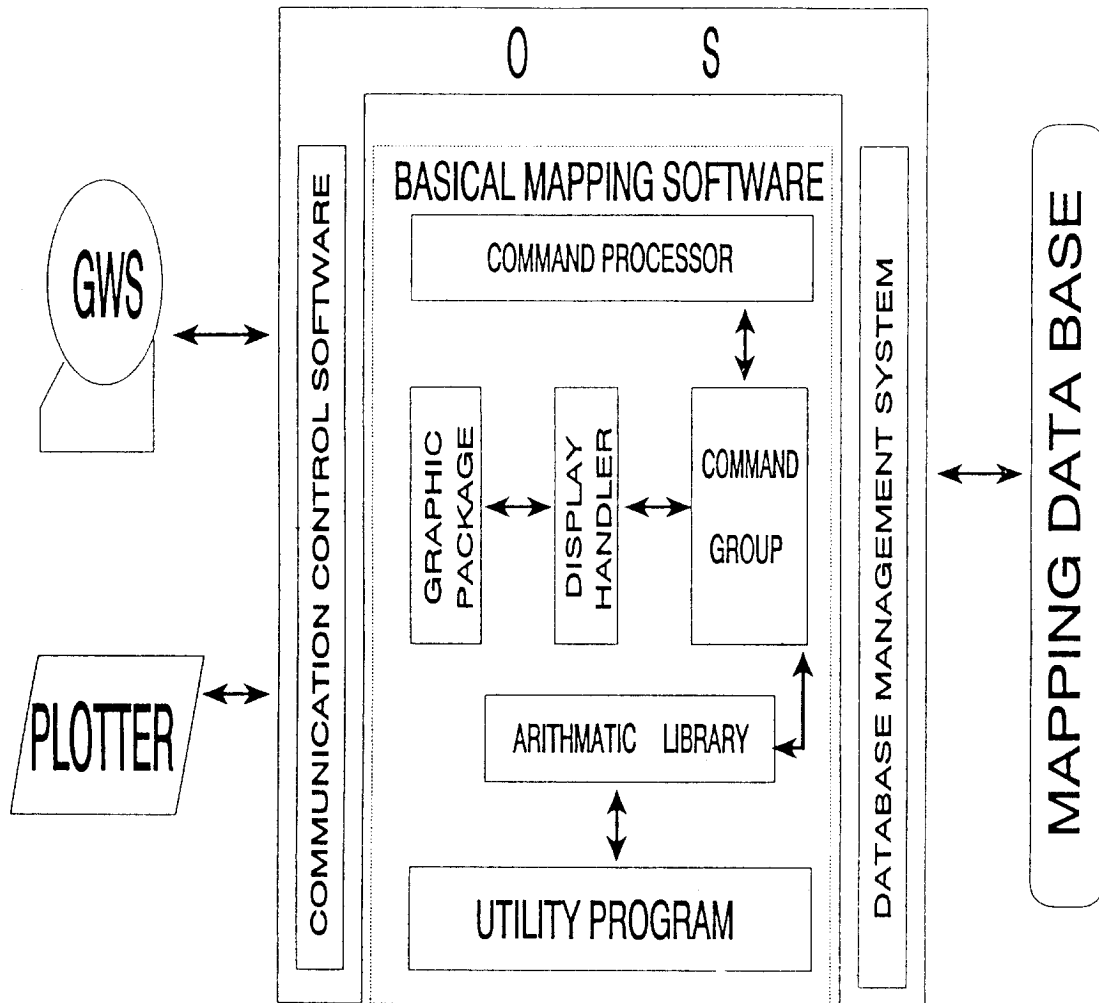 O S
BASICAL MAPPING SOFTWARE
COMMAND PROCESSOR
GWS
COMMUNICATION CONTROL SOFTWARE
GRAPHIC
PACKAGE
DISPLAY
HANDLER
COMMAND
GROUP
DATABASE MANAGEMENT SYSTEM
MAPPING DATA BASE
PLOTTER
ARITHMATIC LIBRARY
UTILITY PROGRAM